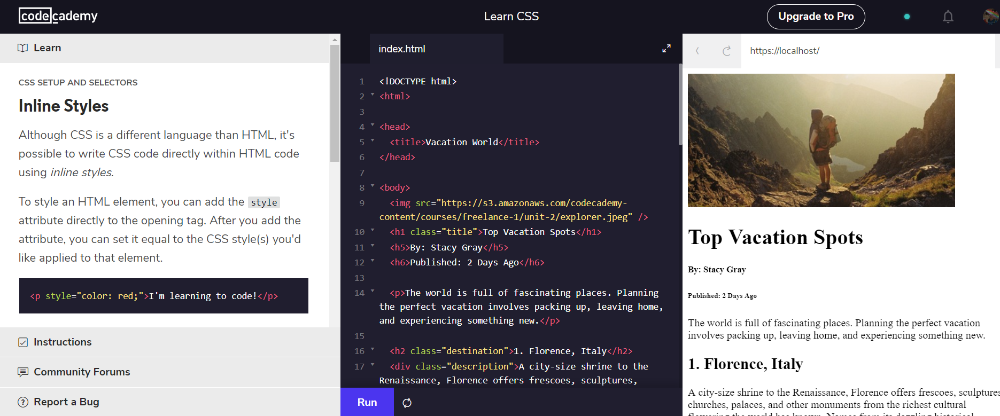 codecademy
Learn CSS
Upgrade to Pro
Learn
CSS SETUP AND SELECTORS
Inline Styles
Although CSS is a different language than HTML, it's
possible to write CSS code directly within HTML code
using inline styles.
To style an HTML element, you can add the style
attribute directly to the opening tag. After you add the
attribute, you can set it equal to the CSS style(s) you'd
like applied to that element.
<p style="color: red;">I'm learning to code!</p>
Instructions
Community Forums
Report a Bug
index.html
1 <!DOCTYPE html>
2 <html>
3
4 <head>
5 <title>Vacation World</title>
6 </head>
7
8 <body>
9 <img src="https://s3.amazonaws.com/codecademy-
content/courses/freelance-1/unit-2/explorer.jpeg" />
10 <h1 class="title">Top Vacation Spots</h1>
11 <h5>By: Stacy Gray</h5>
12 <h6>Published: 2 Days Ago</h6>
13
14 <p>The world is full of fascinating places. Planning
the perfect vacation involves packing up, leaving home,
and experiencing something new.</p>
15
16 <h2 class="destination">1. Florence, Italy</h2>
17 <div class="description">A city-size shrine to the
Renaissance, Florence offers frescoes, sculptures,
Run
https://localhost/
Top Vacation Spots
By: Stacy Gray
Published: 2 Days Ago
The world is full of fascinating places. Planning the perfect vacation
involves packing up, leaving home, and experiencing something new.
1. Florence, Italy
A city-size shrine to the Renaissance, Florence offers frescoes, sculptures
churches, palaces, and other monuments from the richest cultural